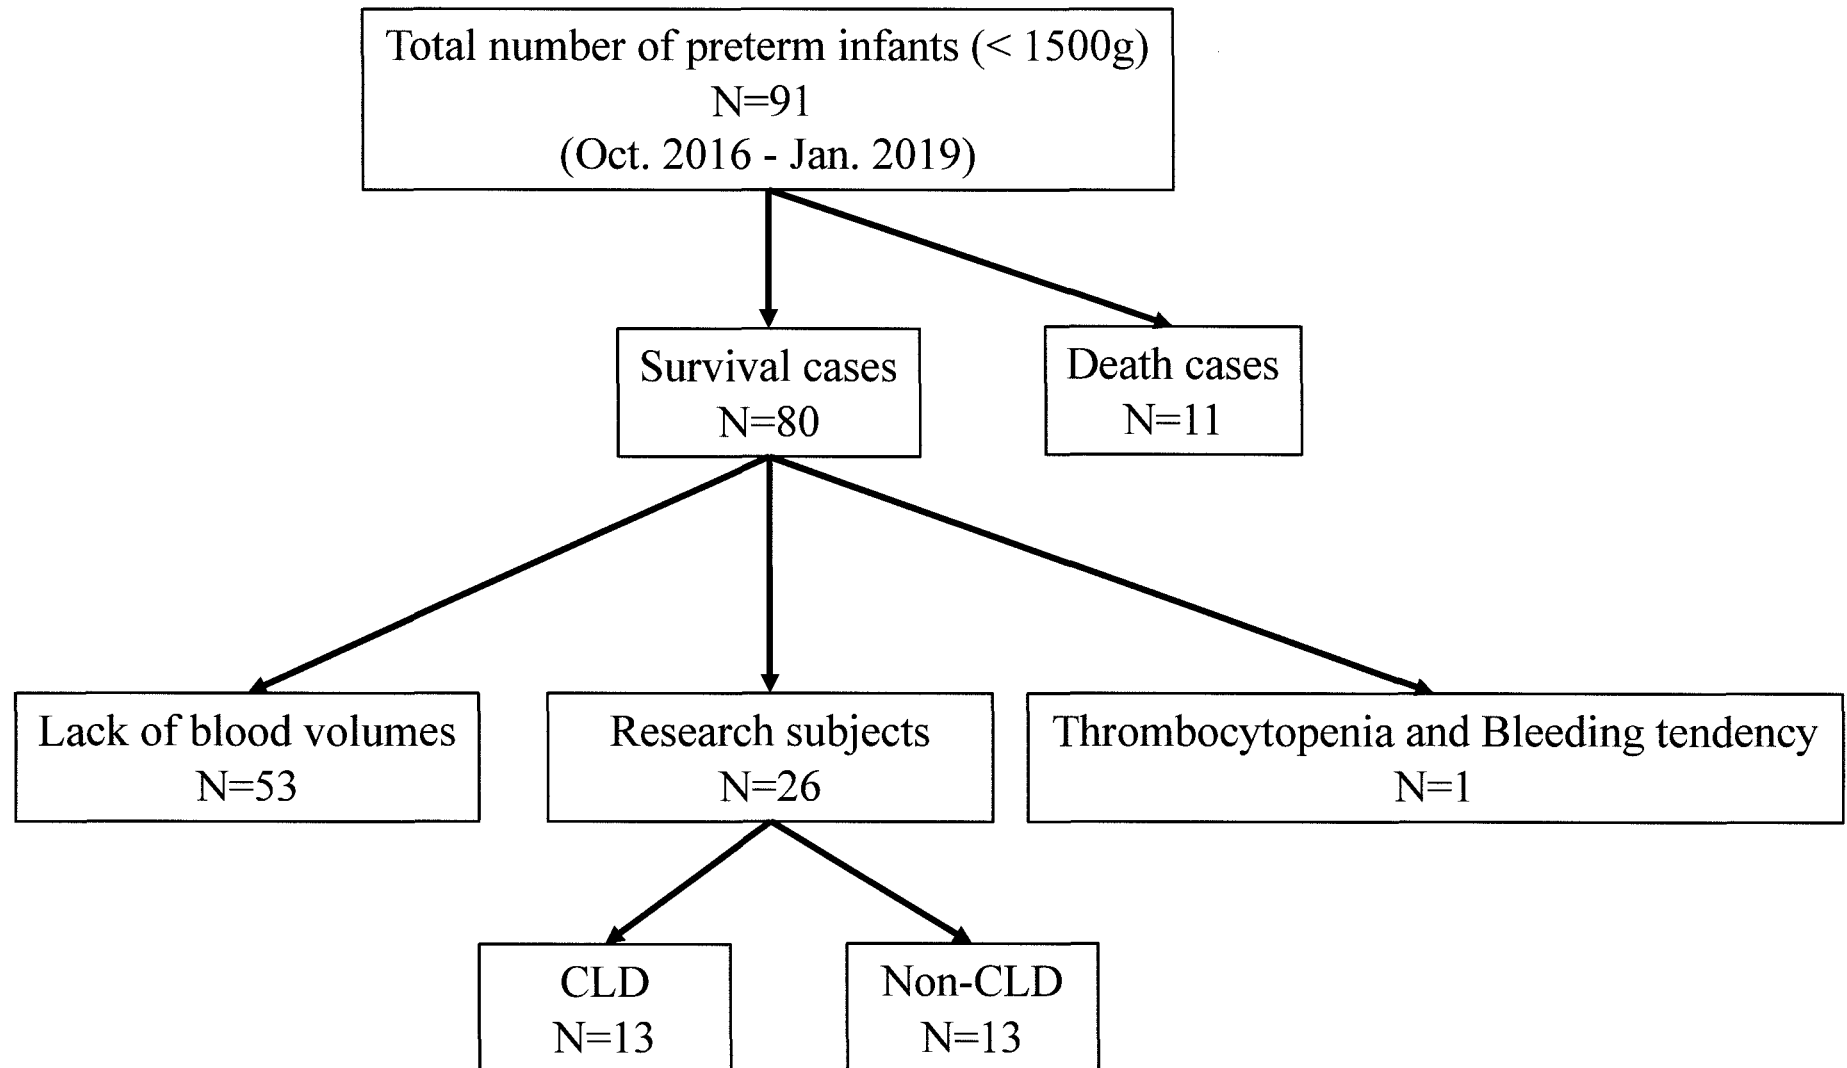 Total number of preterm infants (< 1500g)
N=91
(Oct. 2016 - Jan. 2019)
Survival cases
N=80
Death cases
N=11
Lack of blood volumes
N=53
Research subjects
N=26
Thrombocytopenia and Bleeding tendency
N=1
CLD
N=13
Non-CLD
N=13